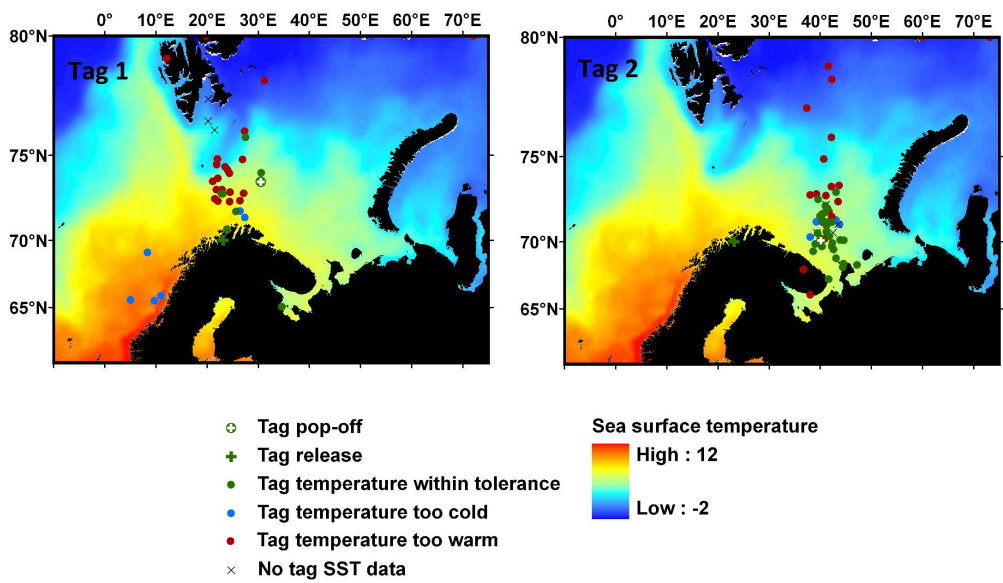 0° 10°E 20°E 30°E 40°E 50°E 60°E 70°E
0° 10°E 20°E 30°E 40°E 50°E 60°E 70°E
80°N
80°N
Tag 1
Tag 2
75°N
75°N
70°N
70°N
65°N
65°N
Tag pop-off
Tag release
Tag temperature within tolerance
Tag temperature too cold
Tag temperature too warm
No tag SST data
Sea surface temperature
High : 12
Low : -2